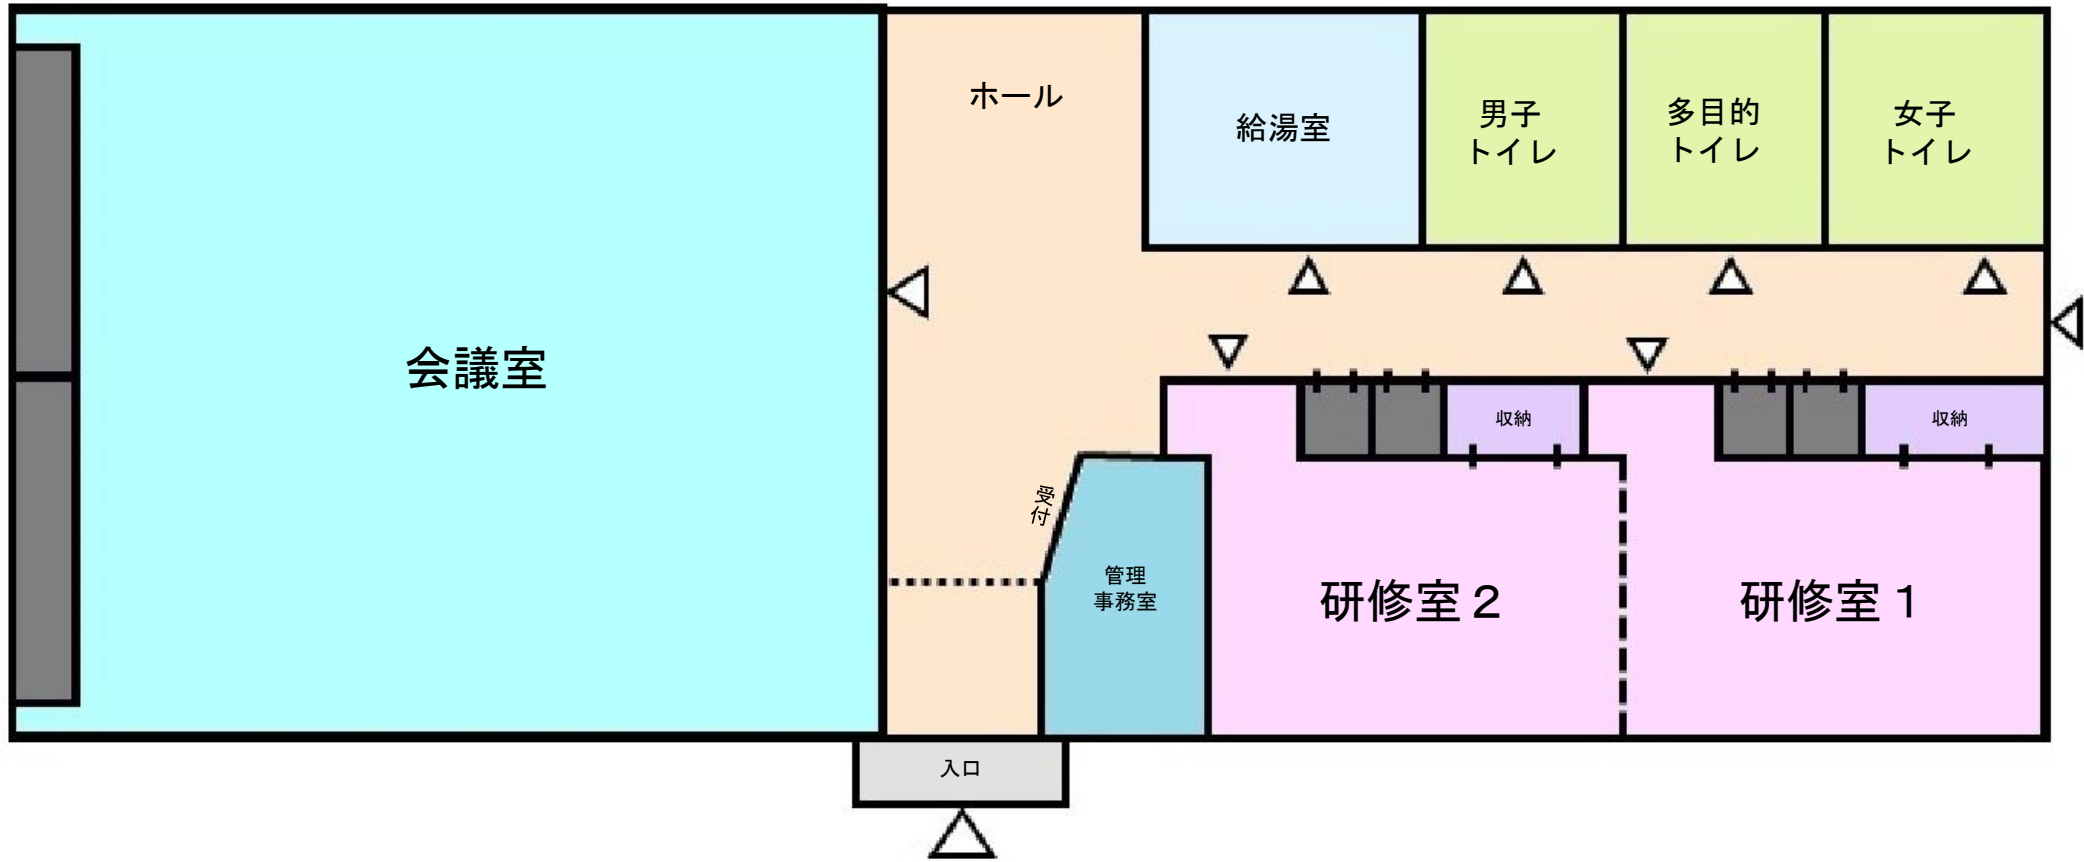 ホール
給湯室
男子
トイレ
多目的
トイレ
女子
トイレ
会議室
収納
収納
受付
管理
事務室
研修室2
研修室1
入口